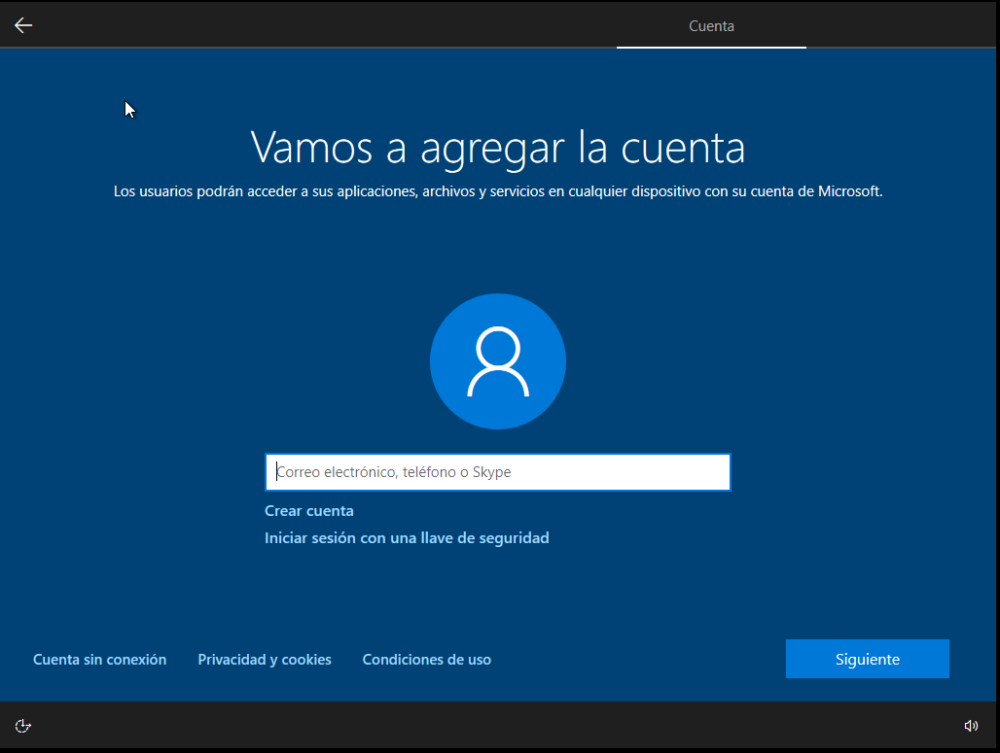 Cuenta
Vamos a agregar la cuenta
Los usuarios podrán acceder a sus aplicaciones, archivos y servicios en cualquier dispositivo con su cuenta de Microsoft.
Correo electrónico, teléfono o Skype
Crear cuenta
Iniciar sesión con una llave de seguridad
Cuenta sin conexión Privacidad y cookies Condiciones de uso Siguiente